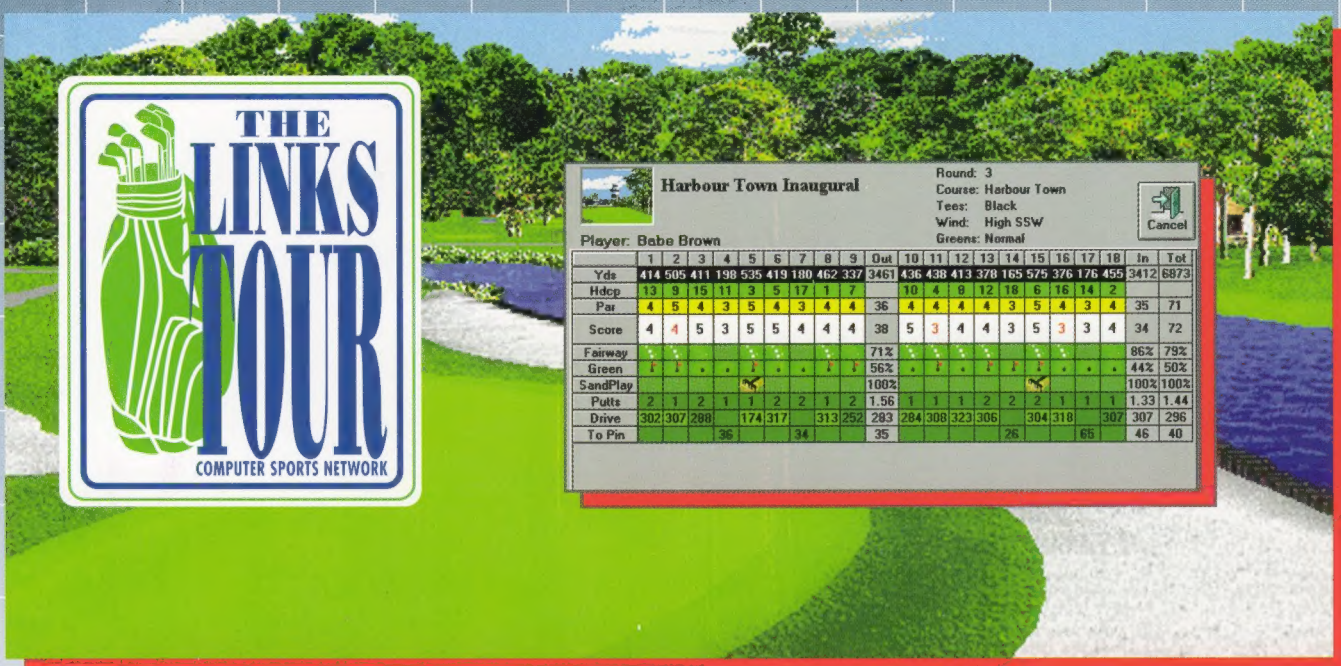 THE
LINKS
TOUR
COMPUTER SPORTS NETWORK
Harbour Town Inaugural
Round: 3
Course: Harbour Town
Tees: Black
Wind: High SSW
Greens: Normal
Cancel
Player: Babe Brown
1 2 3 4 5 6 7 8 9 Out 10 11 12 13 14 15 16 17 18 In Tot
Yds 414 505 411 198 535 419 180 462 337 3461 436 438 413 378 165 575 376 176 455 3412 6873
Hdcp 13 9 15 11 3 5 17 1 7 10 4 8 12 18 6 16 14 2
Par 4 5 4 3 5 4 3 4 4 36 4 4 4 4 3 5 4 3 4 35 71
Score 4 4 5 3 5 5 4 4 4 38 5 3 4 4 3 5 3 3 4 34 72
Fairway 71% 86% 79%
Green 56% 44% 50%
SandPlay 100% 100% 100%
Putts 2 1 2 1 1 2 2 1 2 1.56 1 1 1 2 2 2 1 1 1 1.33 1.44
Drive 302 307 288 174 317 313 252 283 284 308 323 306 304 318 307 307 296
To Pin 36 34 35 26 65 46 40